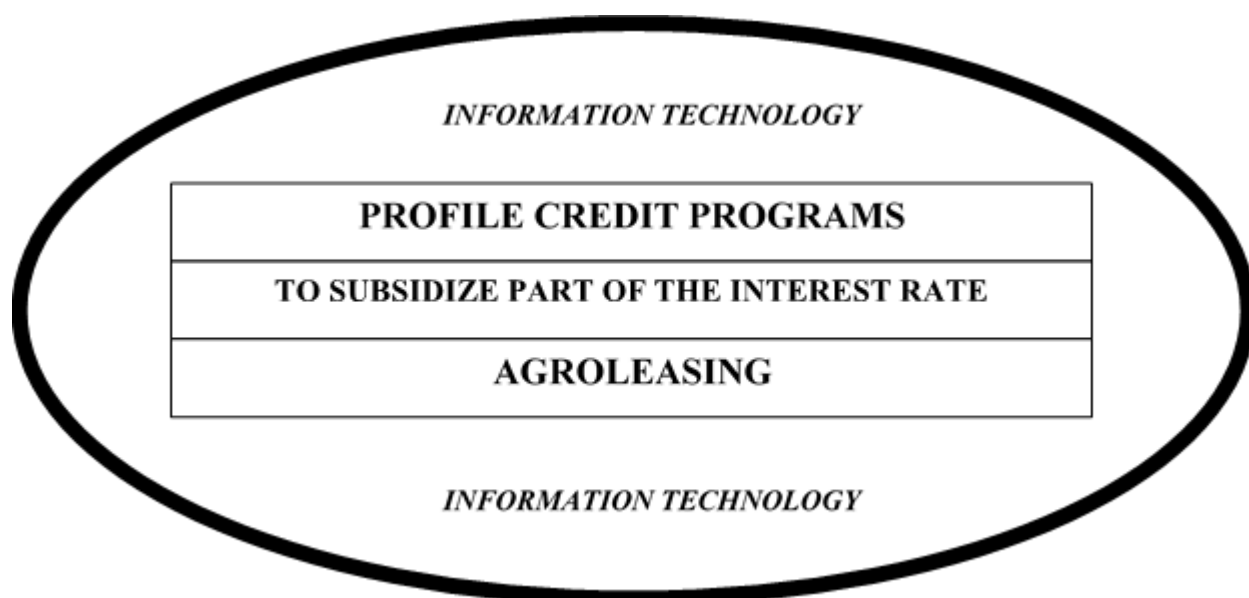 INFORMATION TECHNOLOGY
PROFILE CREDIT PROGRAMS
TO SUBSIDIZE PART OF THE INTEREST RATE
AGROLEASING
INFORMATION TECHNOLOGY